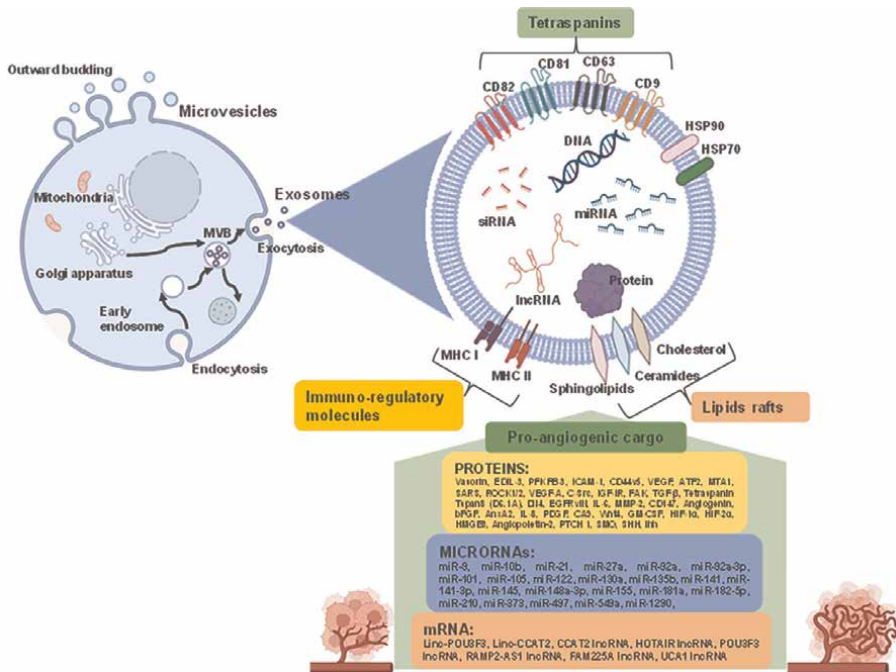 Tetraspanins
CD82
CD81
CD63
CD9
HSP90
HSP70
DNA
siRNA
miRNA
lncRNA
Protein
MHC I
MHC II
Sphingolipids
Ceramides
Cholesterol
Immuno-regulatory
molecules
Lipids rafts
Outward budding
Microvesicles
Mitochondria
Exosomes
MVB
Exocytosis
Golgi apparatus
Early
endosome
Endocytosis
Pro-angiogenic cargo
PROTEINS:
Vasorin, EDIL-3, PFKFB3, ICAM-1, CD44v5, VEGF, ATF2, MTA1,
SARS, ROCK1/2, VEGF-A, C-Src, IGF-IR, FAK, TGF-β, Tetraspanin
(D6.1A), Dll4, EGFRvIII, IL-6, MMP-2, CD147, Angiogenin,
bFGF, AnxA2, IL-8, PDGF, CA9, Wnt4, GM-CSF, HIF-1α, HIF-2α,
Angiopoietin-2, PTCH 1, SMO, SHH, Ihh
MICRORNAs:
miR-9, miR-10b, miR-21, miR-27a, miR-92a, miR-92a-3p,
miR-101, miR-105, miR-122, miR-130a, miR-135b, miR-141, miR-
141-3p, miR-145, miR-148a-3p, miR-155, miR-181a, miR-182-5p,
miR-210, miR-373, miR-497, miR-549a, miR-1290,
mRNA:
Linc-POU3F3, Linc-CCAT2, CCAT2 lncRNA, HOTAIR lncRNA, POU3F3
lncRNA, RAMP2-AS1 lncRNA, FAM225A lncRNA, UCA1 lncRNA